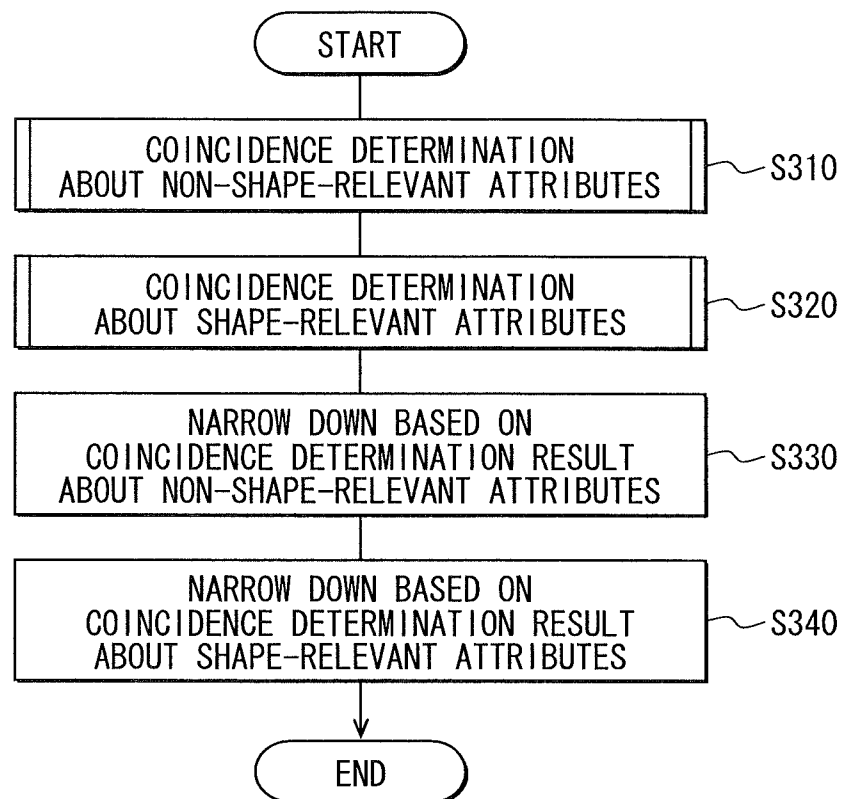 START
COINCIDENCE DETERMINATION
ABOUT NON-SHAPE-RELEVANT ATTRIBUTES
S310
COINCIDENCE DETERMINATION
ABOUT SHAPE-RELEVANT ATTRIBUTES
S320
NARROW DOWN BASED ON
COINCIDENCE DETERMINATION RESULT
ABOUT NON-SHAPE-RELEVANT ATTRIBUTES
S330
NARROW DOWN BASED ON
COINCIDENCE DETERMINATION RESULT
ABOUT SHAPE-RELEVANT ATTRIBUTES
S340
END